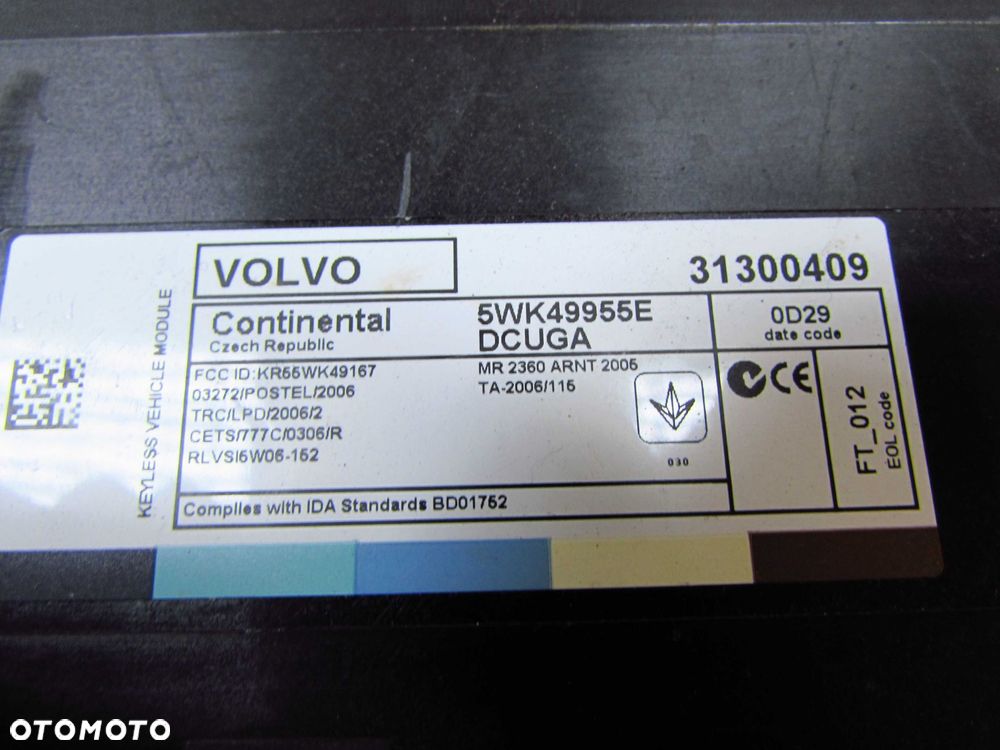 VOLVO
31300409
Continental
Czech Republic
5WK49955E
DCUGA
0D29
date code
FCC ID:KR55WK49167
03272/POSTEL/2006
TRC/LPD/2006/2
CETS/777C/0306/R
RLVSI5W06-152
MR 2360 ARNT 2005
TA-2006/115
CE
030
FT_012
EOL code
KEYLESS VEHICLE MODULE
Complies with IDA Standards BD01752
OTOMOTO